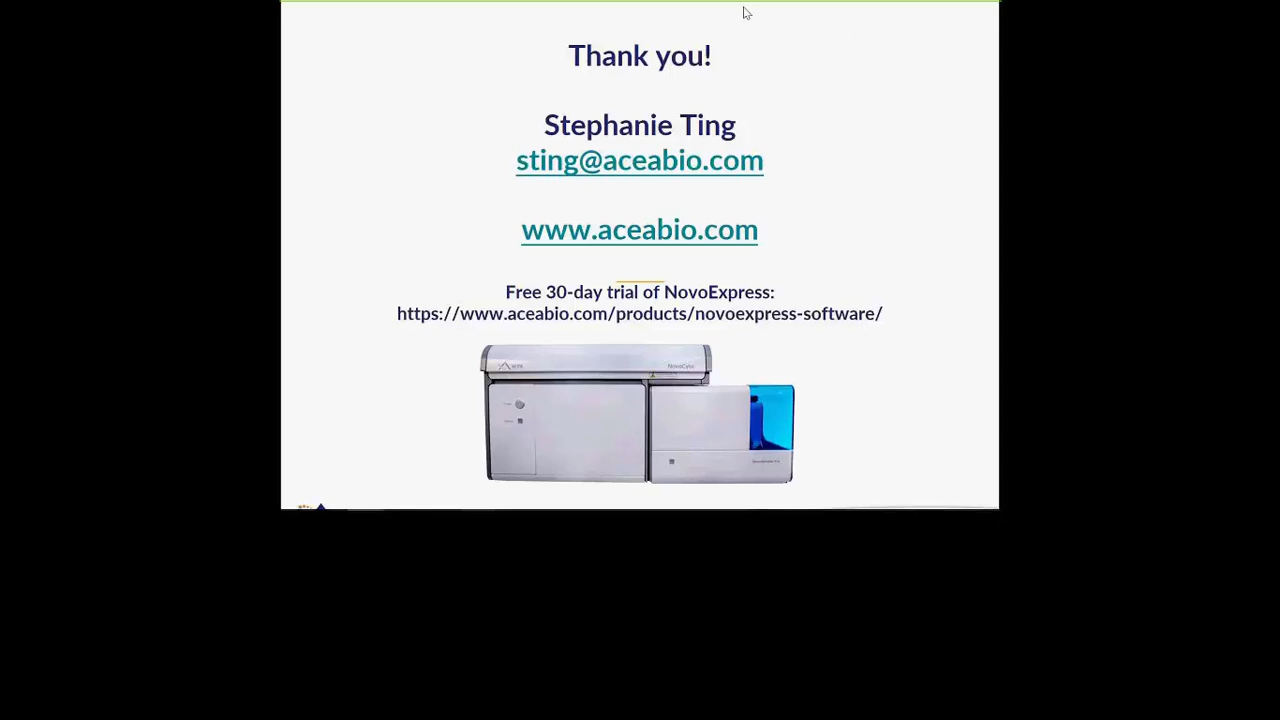 Thank you!
Stephanie Ting
sting@aceabio.com
www.aceabio.com
Free 30-day trial of NovoExpress:
https://www.aceabio.com/products/novoexpress-software/
NovoCyte